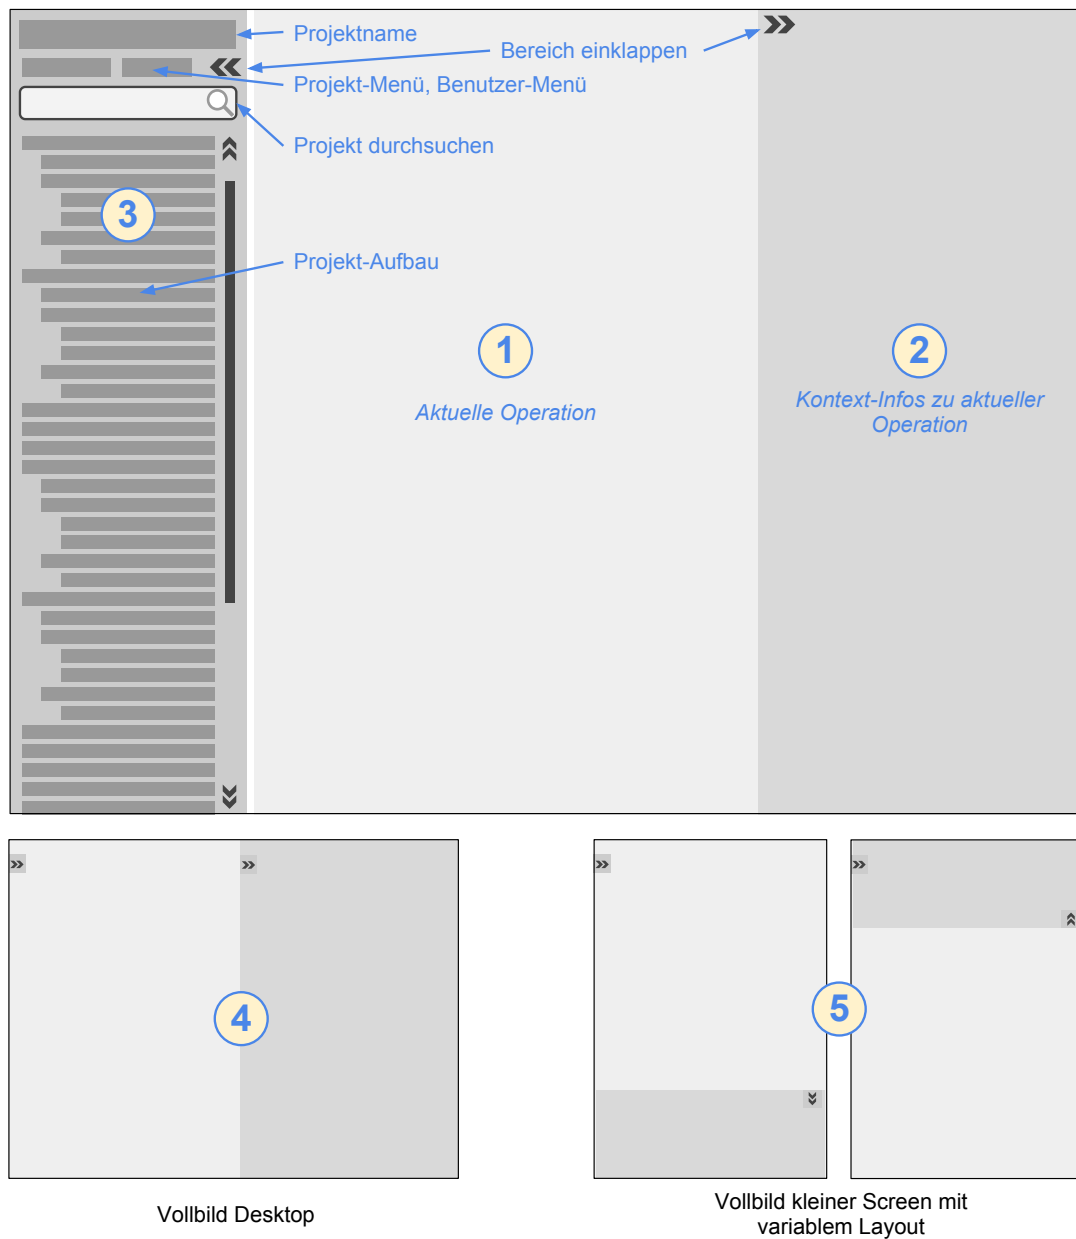 Projektname
Bereich einklappen
Projekt-Menü, Benutzer-Menü
Projekt durchsuchen
3
Projekt-Aufbau
1
2
Aktuelle Operation
Kontext-Infos zu aktueller
Operation
4
5
Vollbild Desktop
Vollbild kleiner Screen mit
variablem Layout